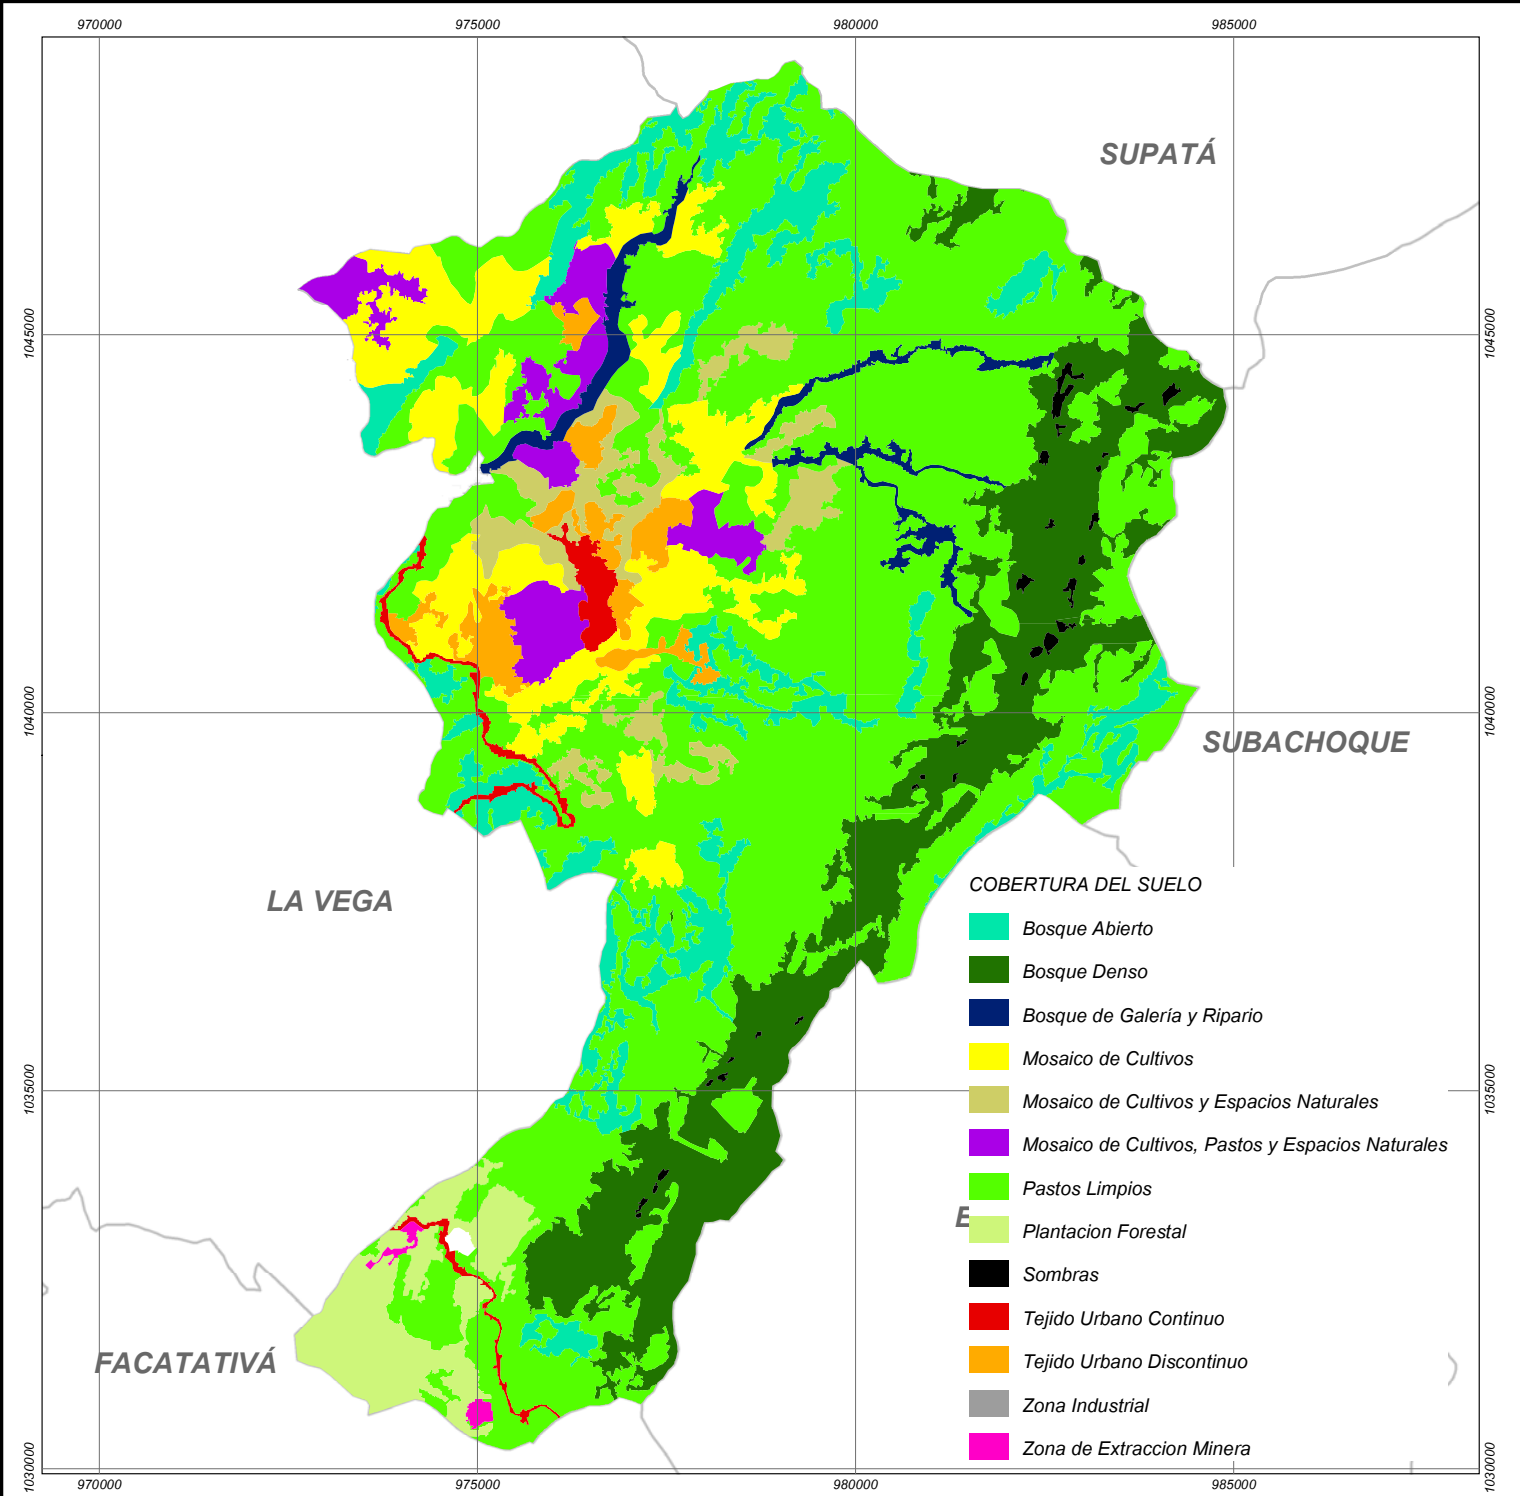 970000
975000
980000
985000
SUPATÁ
1045000
1045000
1040000
1040000
SUBACHOQUE
LA VEGA
COBERTURA DEL SUELO
Bosque Abierto
Bosque Denso
Bosque de Galería y Ripario
Mosaico de Cultivos
1035000
1035000
Mosaico de Cultivos y Espacios Naturales
Mosaico de Cultivos, Pastos y Espacios Naturales
Pastos Limpios
Plantacion Forestal
Sombras
Tejido Urbano Continuo
FACATATIVÁ
Tejido Urbano Discontinuo
Zona Industrial
Zona de Extraccion Minera
1030000
1030000
970000
975000
980000
985000